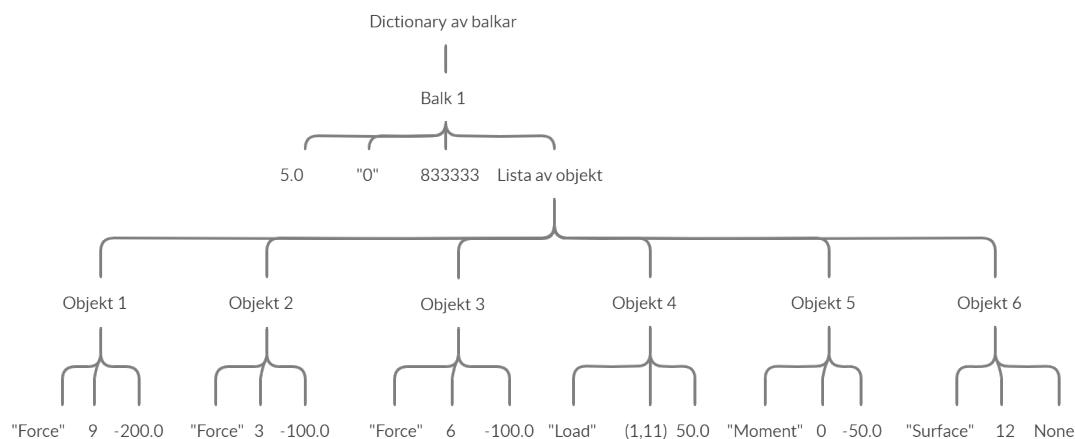 Dictionary av balkar
Balk 1
5.0 "0" 833333 Lista av objekt
Objekt 1 Objekt 2 Objekt 3 Objekt 4 Objekt 5 Objekt 6
"Force" 9 -200.0 "Force" 3 -100.0 "Force" 6 -100.0 "Load" (1,11) 50.0 "Moment" 0 -50.0 "Surface" 12 None